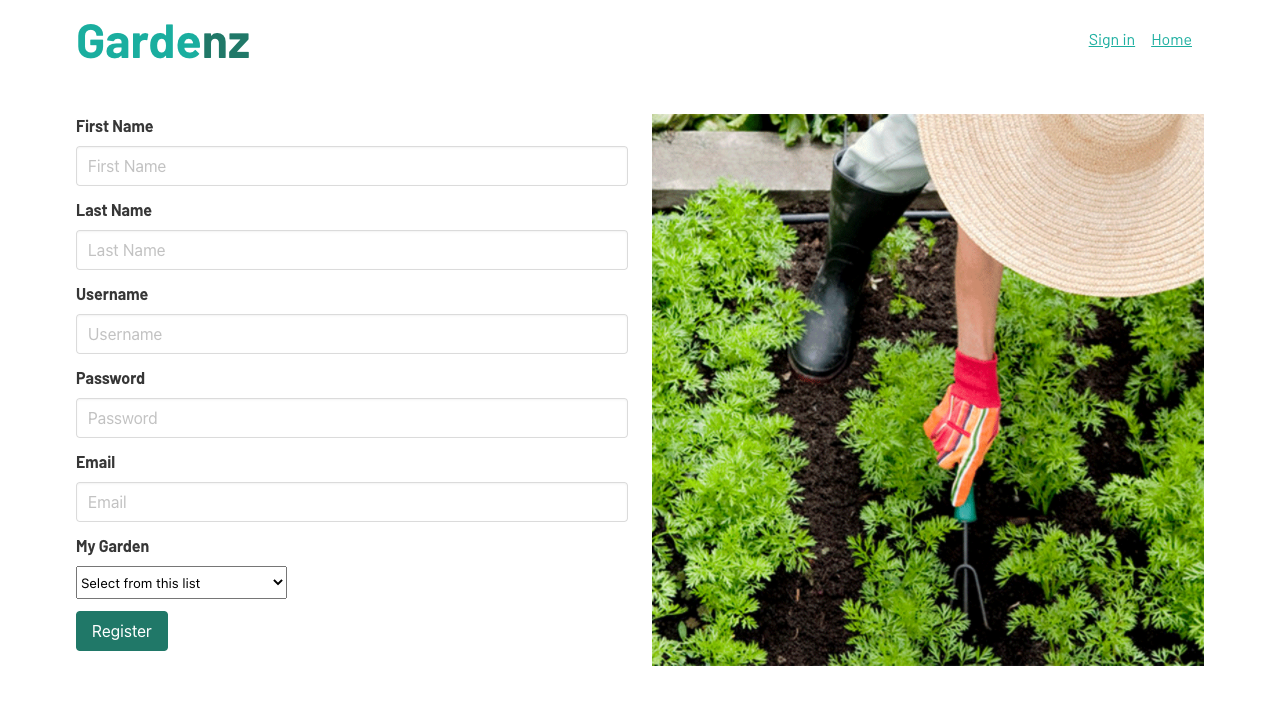 Gardenz
Sign in Home
First Name
First Name
Last Name
Last Name
Username
Username
Password
Password
Email
Email
My Garden
Select from this list
Register